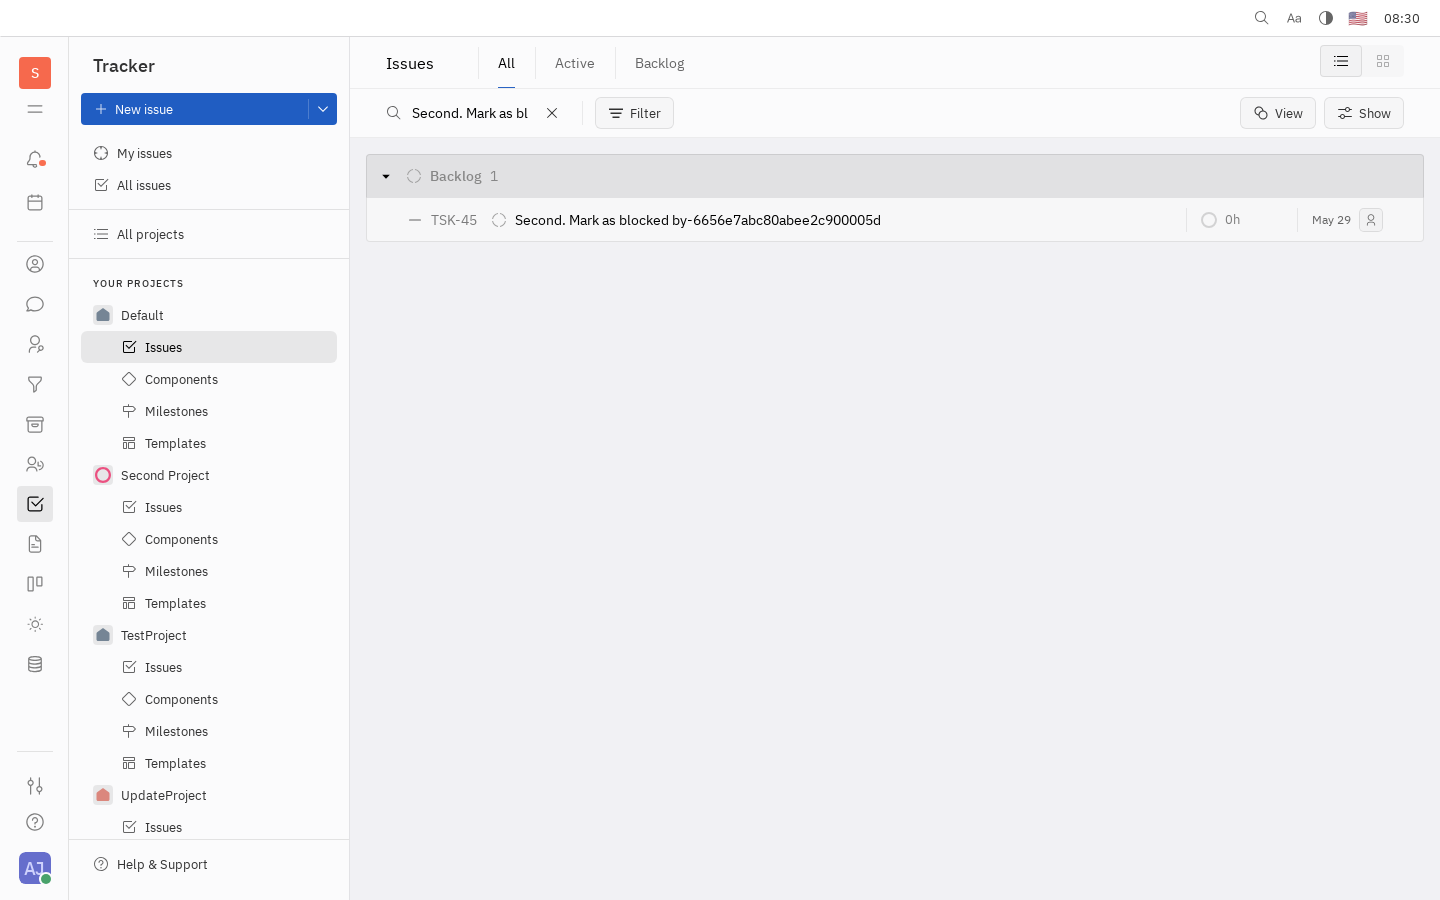 Aa 08:30
S
Tracker
New issue
My issues
All issues
All projects
YOUR PROJECTS
Default
Issues
Components
Milestones
Templates
Second Project
Issues
Components
Milestones
Templates
TestProject
Issues
Components
Milestones
Templates
UpdateProject
Issues
Help & Support
AJ
Issues All Active Backlog
Second. Mark as bl Filter View Show
Backlog 1
TSK-45 Second. Mark as blocked by-6656e7abc80abee2c900005d 0h May 29